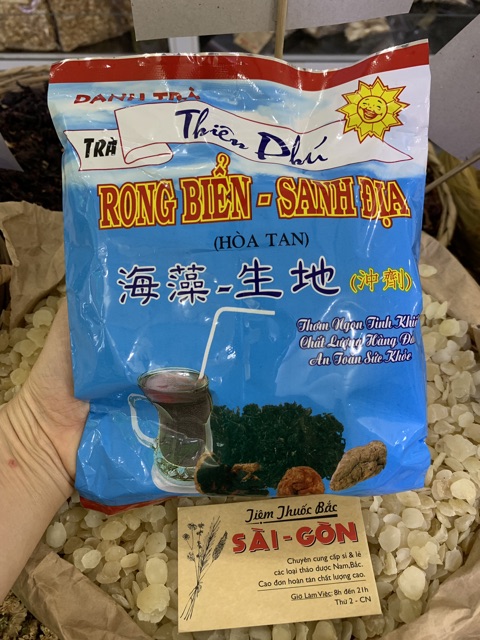 DANH TRÀ
TRÀ Thiên Phú
RONG BIỂN - SANH ĐỊA
(HÒA TAN)
海藻-生地 (冲劑)
Thơm Ngon Tinh Khiết
Chất Lượng Hàng Đầu
An Toàn Sức Khỏe
Tiệm Thuốc Bắc
SÀI-GÒN
Chuyên cung cấp sỉ & lẻ
các loại thảo dược Nam,Bắc.
Cao đơn hoàn tán chất lượng cao.
Giờ Làm Việc: 8h đến 21h
Thứ 2 - CN